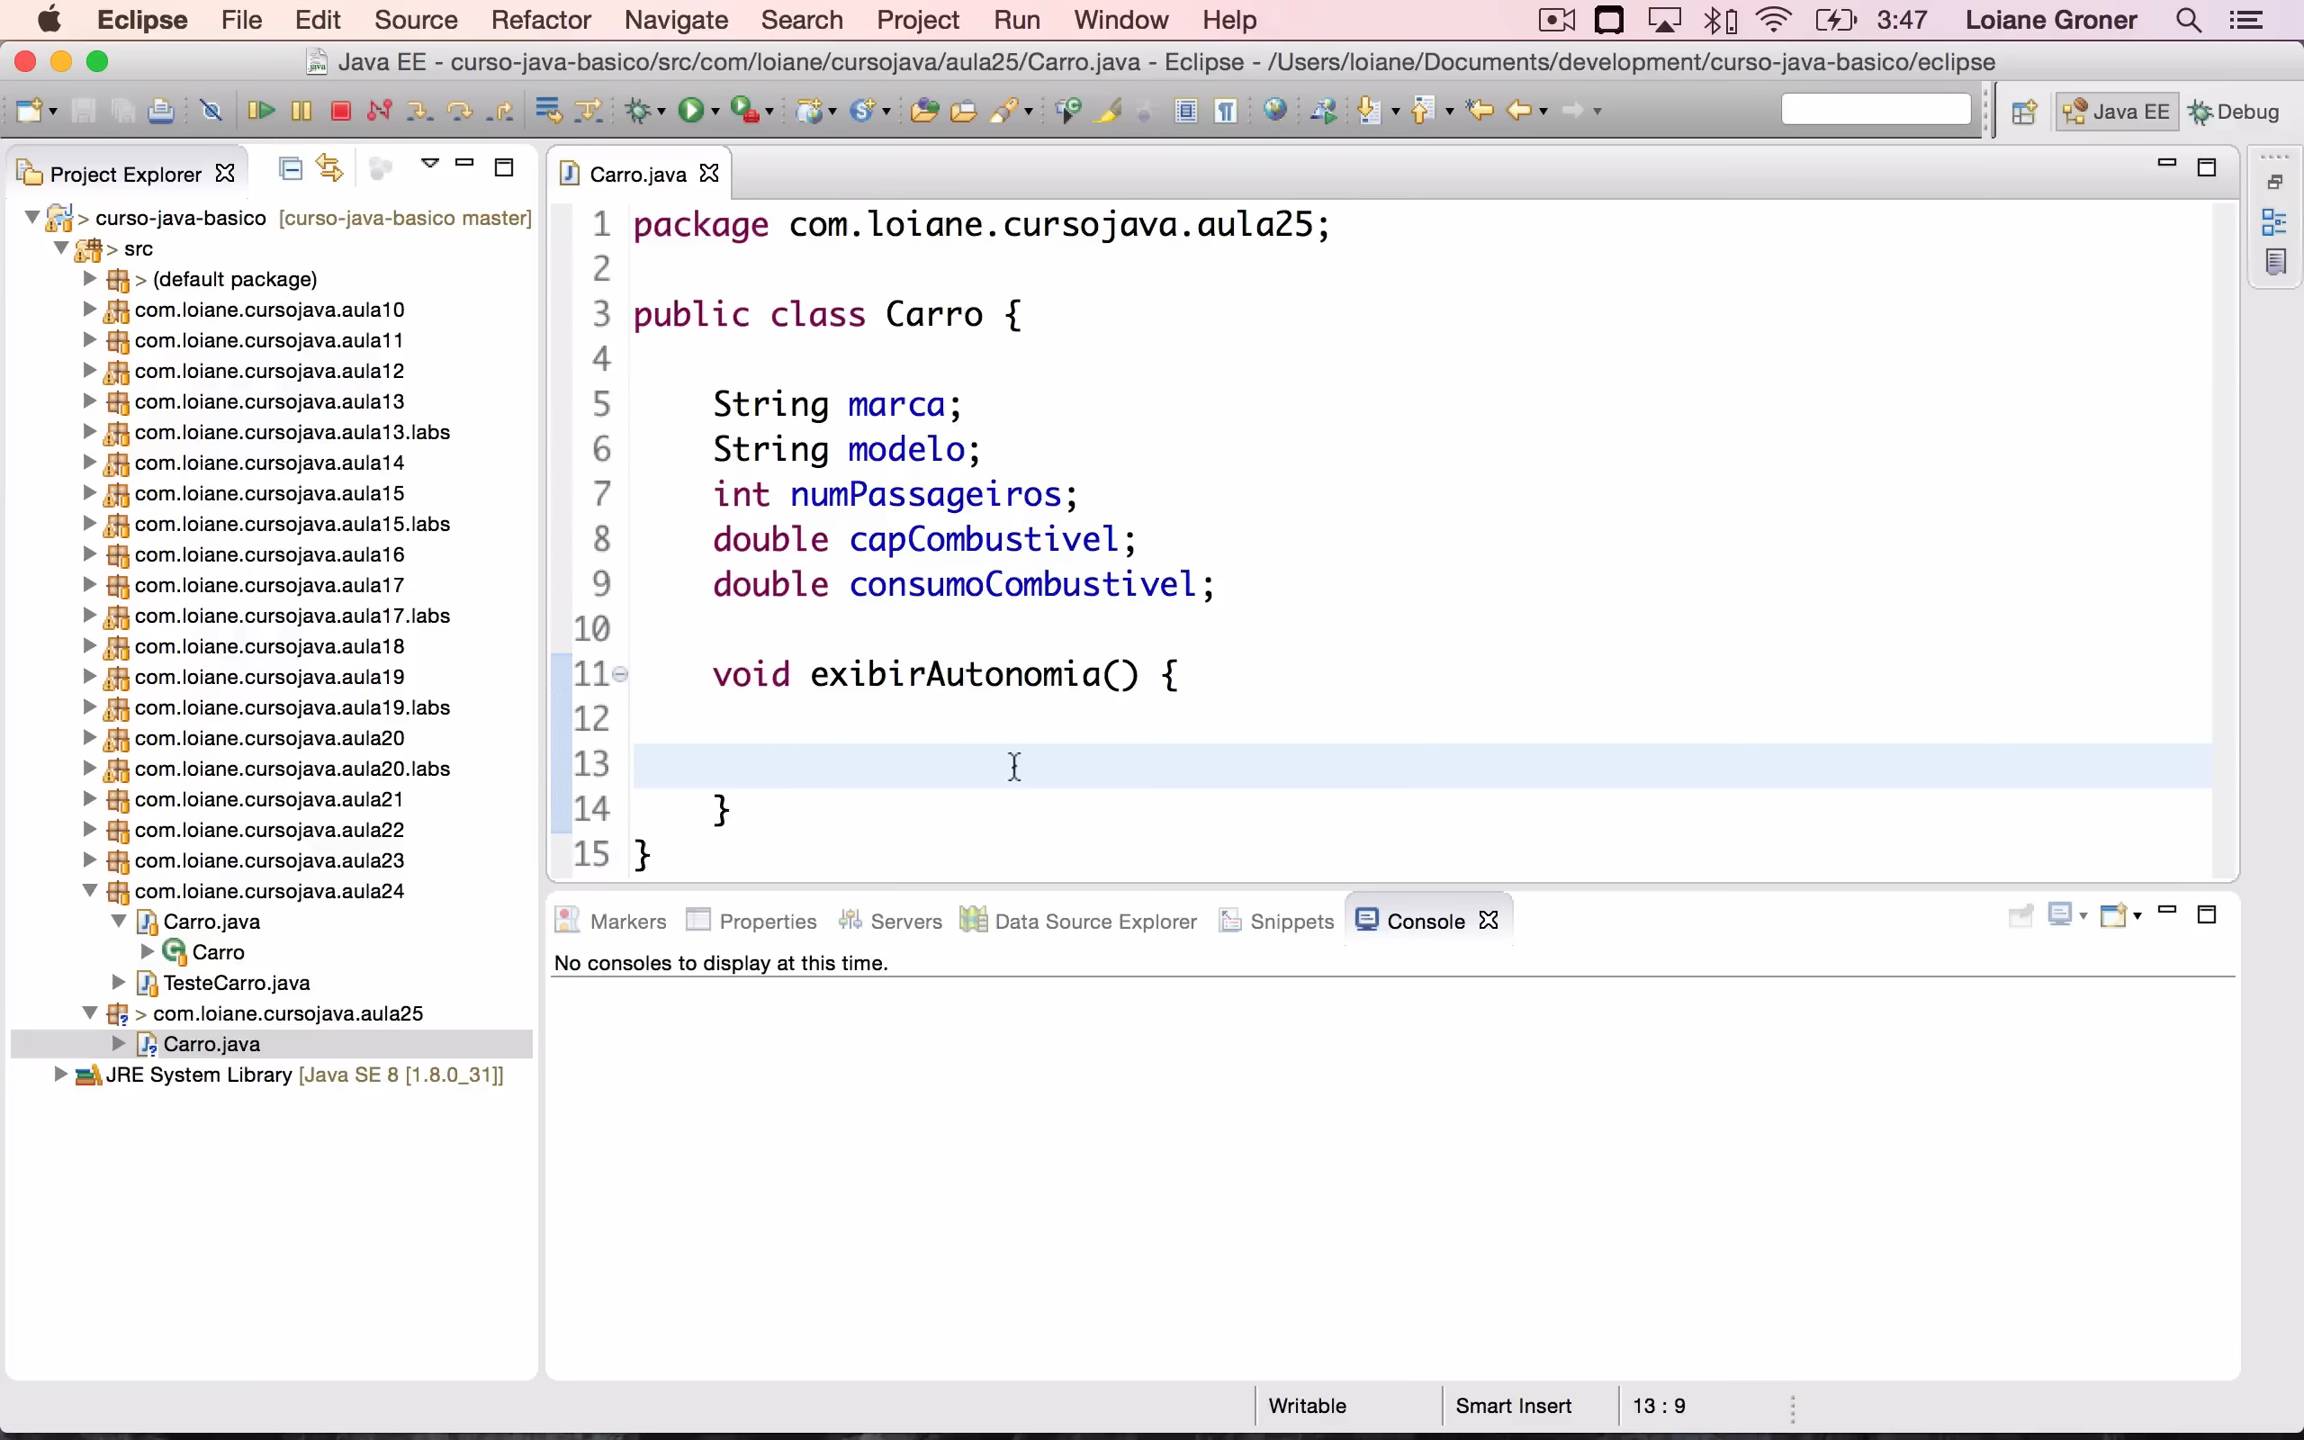 Eclipse File Edit Source Refactor Navigate Search Project Run Window Help 3:47 Loiane Groner
Java EE - curso-java-basico/src/com/loiane/cursojava/aula25/Carro.java - Eclipse - /Users/loiane/Documents/development/curso-java-basico/eclipse
Java EE Debug
Project Explorer
> curso-java-basico [curso-java-basico master]
> src
> (default package)
com.loiane.cursojava.aula10
com.loiane.cursojava.aula11
com.loiane.cursojava.aula12
com.loiane.cursojava.aula13
com.loiane.cursojava.aula13.labs
com.loiane.cursojava.aula14
com.loiane.cursojava.aula15
com.loiane.cursojava.aula15.labs
com.loiane.cursojava.aula16
com.loiane.cursojava.aula17
com.loiane.cursojava.aula17.labs
com.loiane.cursojava.aula18
com.loiane.cursojava.aula19
com.loiane.cursojava.aula19.labs
com.loiane.cursojava.aula20
com.loiane.cursojava.aula20.labs
com.loiane.cursojava.aula21
com.loiane.cursojava.aula22
com.loiane.cursojava.aula23
com.loiane.cursojava.aula24
Carro.java
Carro
TesteCarro.java
> com.loiane.cursojava.aula25
Carro.java
JRE System Library [Java SE 8 [1.8.0_31]]
Carro.java
1 package com.loiane.cursojava.aula25;
2
3 public class Carro {
4
5 String marca;
6 String modelo;
7 int numPassageiros;
8 double capCombustivel;
9 double consumoCombustivel;
10
11 void exibirAutonomia() {
12
13
14 }
15 }
Markers Properties Servers Data Source Explorer Snippets Console
No consoles to display at this time.
Writable Smart Insert 13 : 9